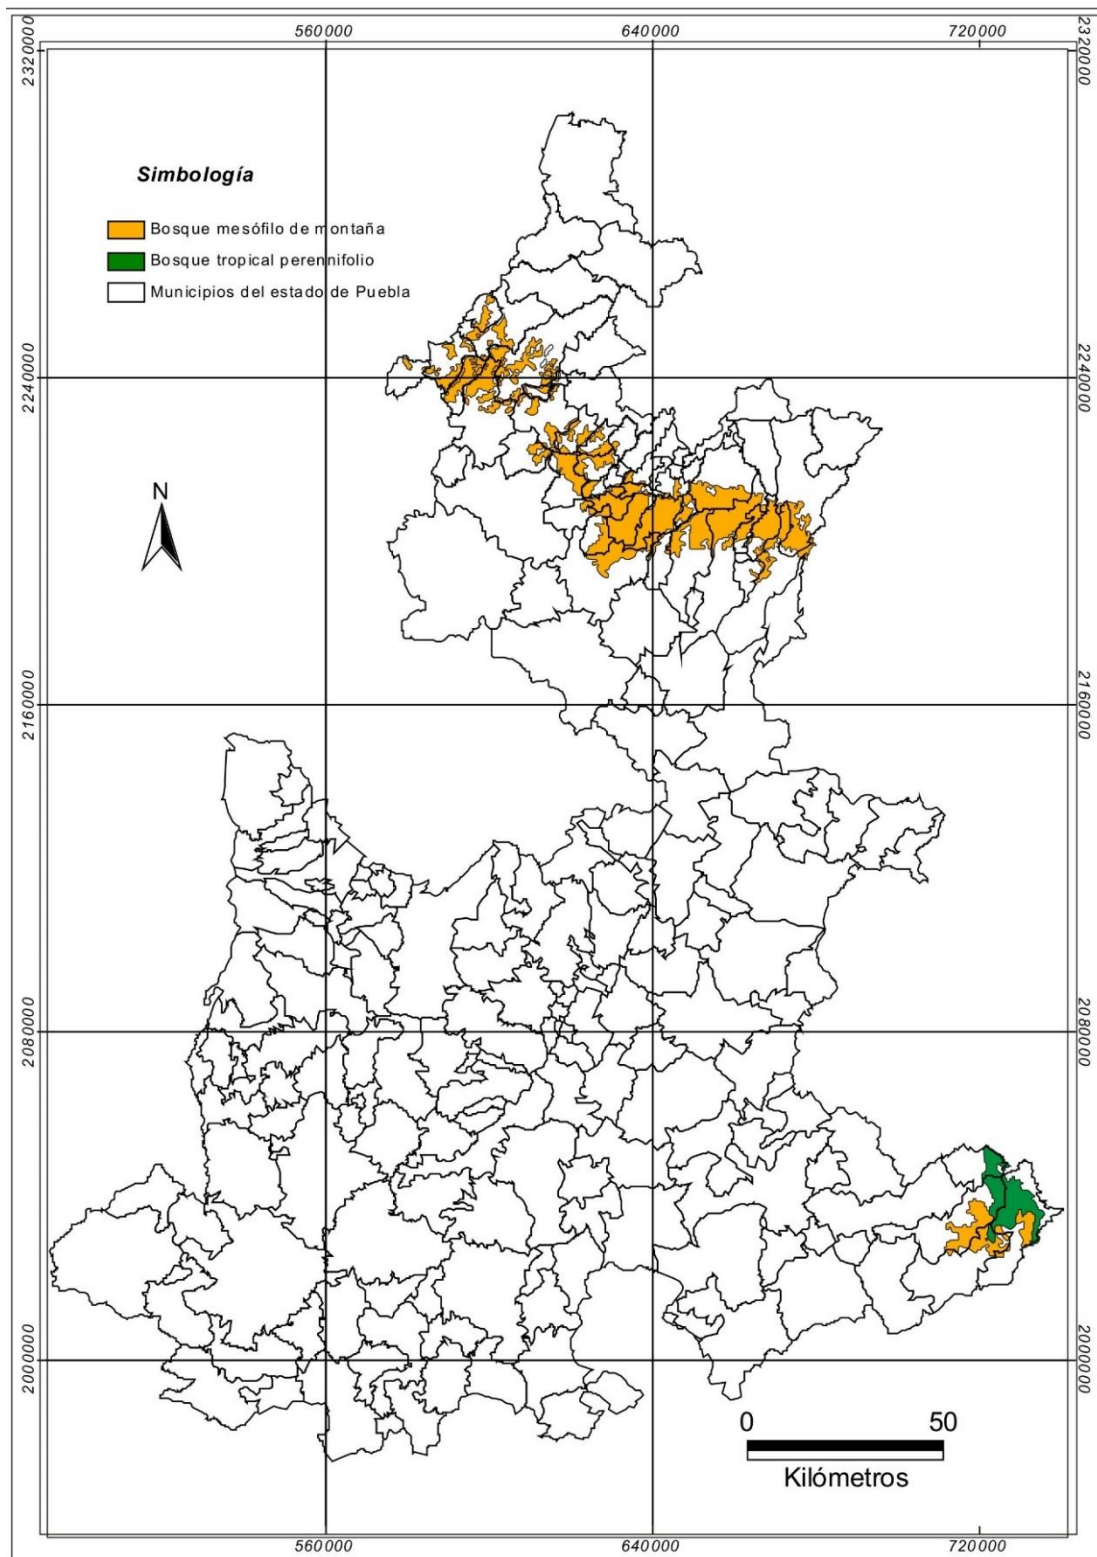 560000
640000
720000
2320000
2320000
Simbología
Bosque mesófilo de montaña
Bosque tropical perennifolio
Municipios del estado de Puebla
2240000
2240000
N
2160000
2160000
2080000
2080000
2000000
2000000
0 50
Kilómetros
560000
640000
720000